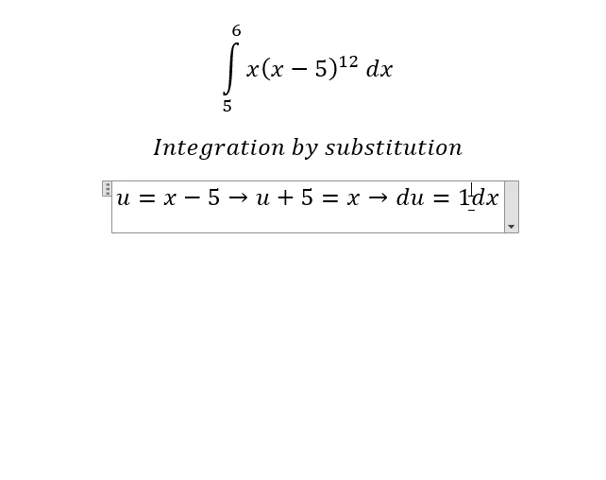 6
∫ x(x − 5)¹² dx
5
Integration by substitution
u = x − 5 → u + 5 = x → du = 1dx